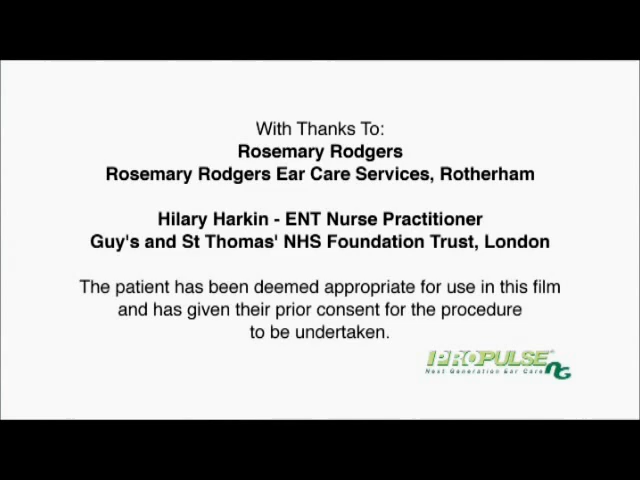 With Thanks To:
Rosemary Rodgers
Rosemary Rodgers Ear Care Services, Rotherham
Hilary Harkin - ENT Nurse Practitioner
Guy's and St Thomas' NHS Foundation Trust, London
The patient has been deemed appropriate for use in this film
and has given their prior consent for the procedure
to be undertaken.
PROPULSE®
Next Generation Ear Care NG